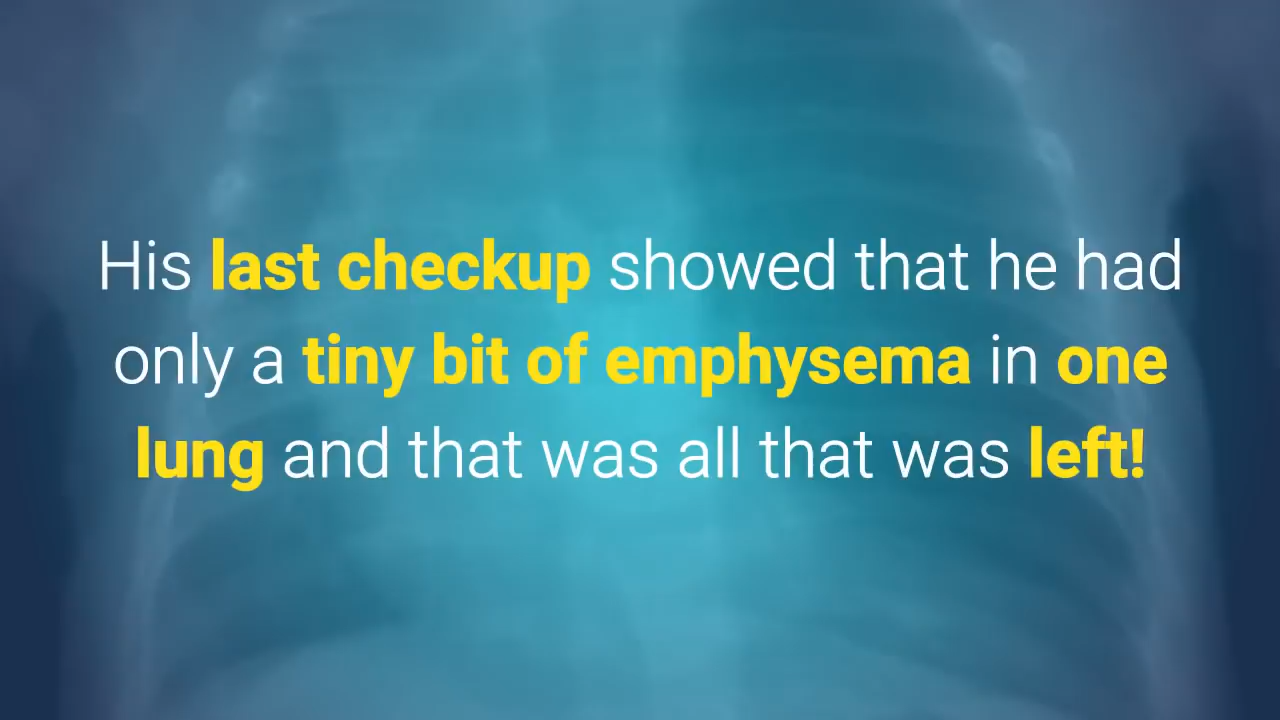 His last checkup showed that he had
only a tiny bit of emphysema in one
lung and that was all that was left!